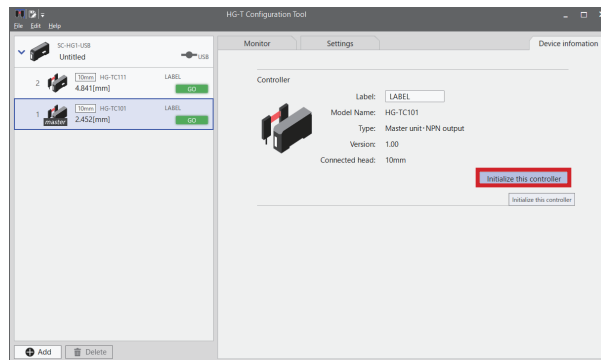 HG-T Configuration Tool
File Edit Help
SC-HG1-USB
Untitled
USB
2
10mm HG-TC111
LABEL
4.841[mm]
GO
1
master
10mm HG-TC101
LABEL
2.452[mm]
GO
Add
Delete
Monitor
Settings
Device infomation
Controller
Label: LABEL
Model Name: HG-TC101
Type: Master unit･NPN output
Version: 1.00
Connected head: 10mm
Initialize this controller
Initialize this controller